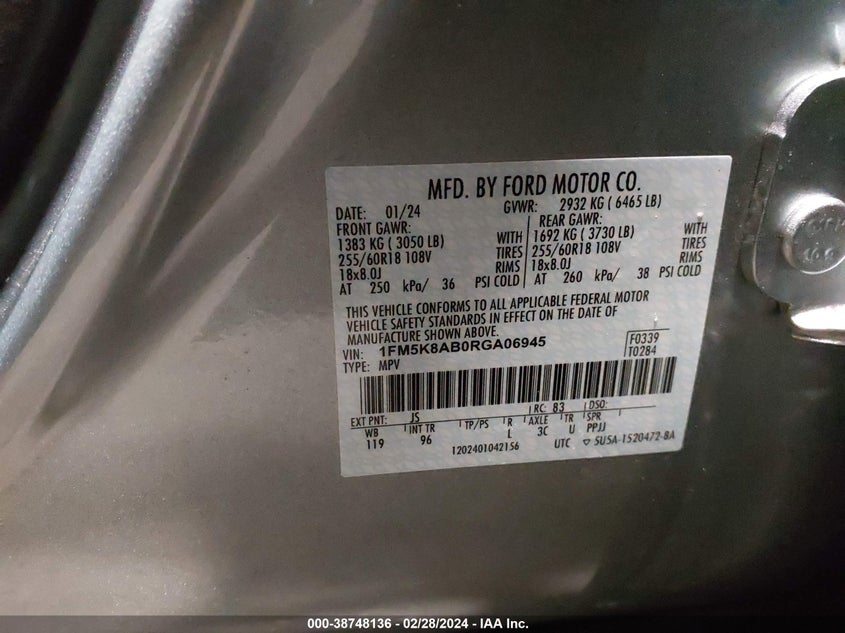 MFD. BY FORD MOTOR CO.
DATE: 01/24 GVWR: 2932 KG ( 6465 LB)
FRONT GAWR: REAR GAWR:
1383 KG ( 3050 LB) WITH 1692 KG ( 3730 LB) WITH
255/60R18 108V TIRES 255/60R18 108V TIRES
18x8.0J RIMS 18x8.0J RIMS
AT 250 kPa/ 36 PSI COLD AT 260 kPa/ 38 PSI COLD
THIS VEHICLE CONFORMS TO ALL APPLICABLE FEDERAL MOTOR
VEHICLE SAFETY STANDARDS IN EFFECT ON THE DATE OF
MANUFACTURE SHOWN ABOVE.
VIN: 1FM5K8AB0RGA06945 F0339
TYPE: MPV T0284
EXT PNT: JS RC: 83 DSO:
WB INT TR TP/PS R AXLE TR SPR
119 96 L 3C U PPJJ
1202401042156 UTC ▽ 5U5A-1520472-8A
000-38748136 - 02/28/2024 - IAA Inc.